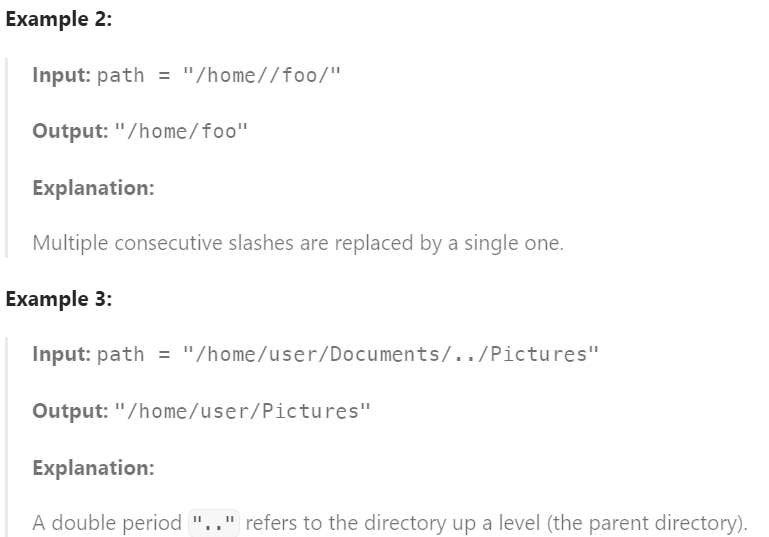 Example 2:
Input: path = "/home//foo/"
Output: "/home/foo"
Explanation:
Multiple consecutive slashes are replaced by a single one.
Example 3:
Input: path = "/home/user/Documents/../Pictures"
Output: "/home/user/Pictures"
Explanation:
A double period ".." refers to the directory up a level (the parent directory).